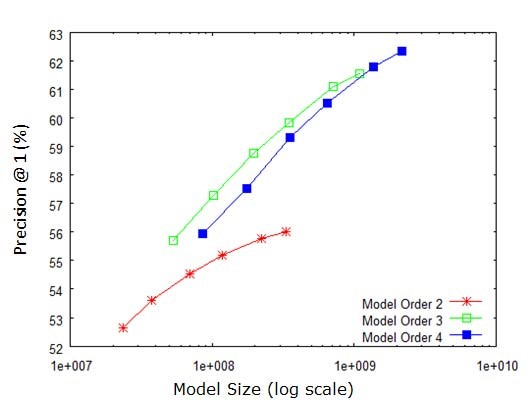 63
62
61
60
59
58
57
56
55
54
53
52
Precision @ 1 (%)
Model Order 2
Model Order 3
Model Order 4
1e+007 1e+008 1e+009 1e+010
Model Size (log scale)